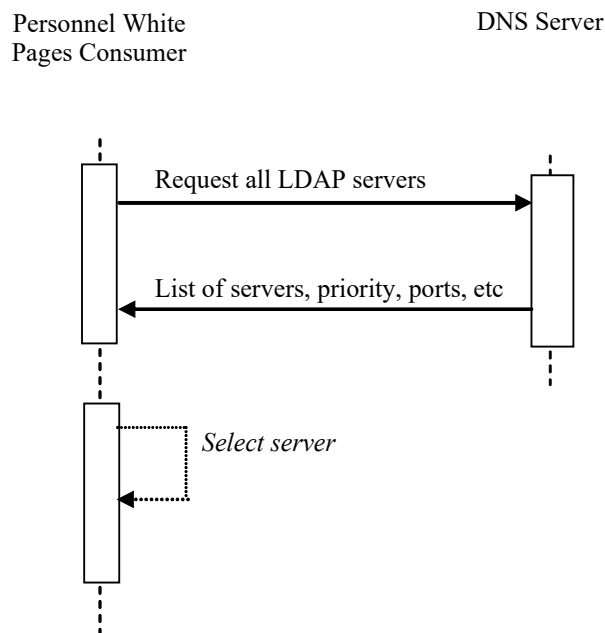 Personnel White
Pages Consumer
DNS Server
Request all LDAP servers
List of servers, priority, ports, etc
Select server